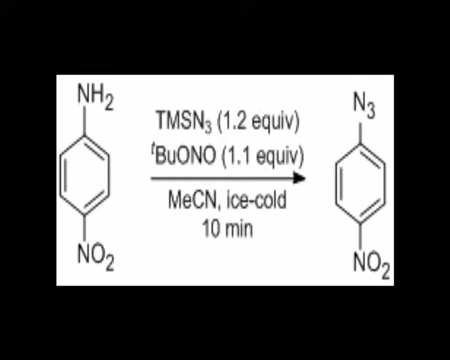 NH₂
N₃
TMSN₃ (1.2 equiv)
ᵗBuONO (1.1 equiv)
MeCN, ice-cold
10 min
NO₂
NO₂